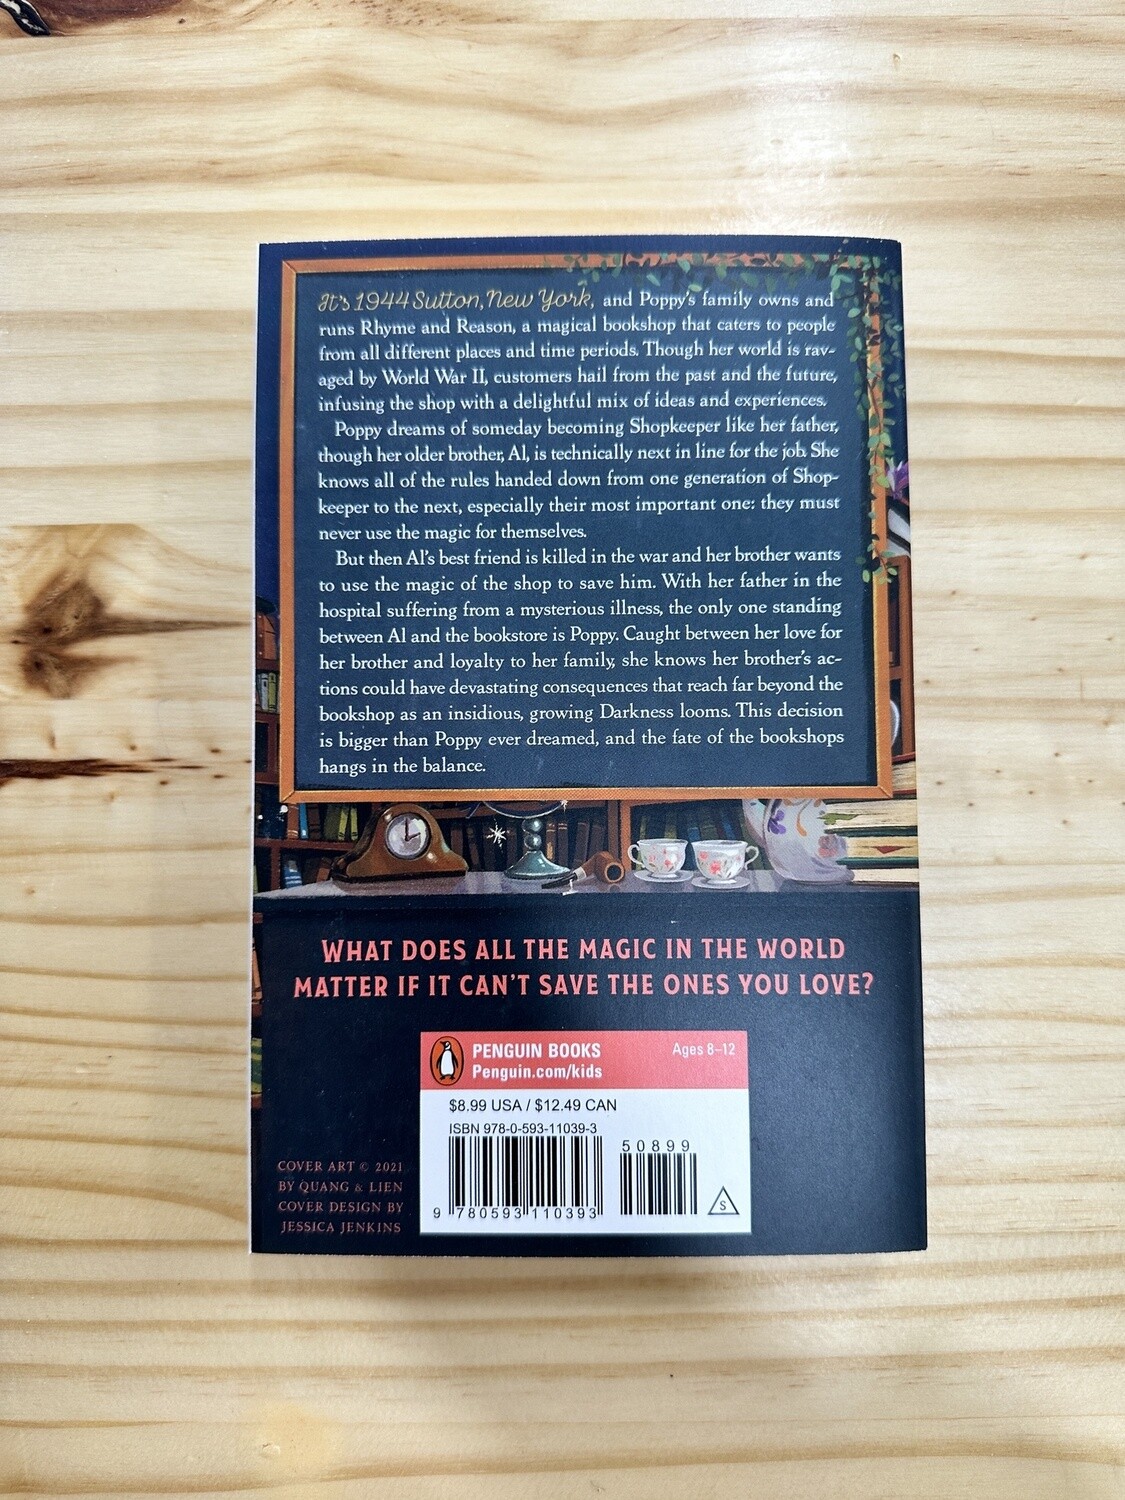 It's 1944 Sutton, New York, and Poppy's family owns and
runs Rhyme and Reason, a magical bookshop that caters to people
from all different places and time periods. Though her world is rav-
aged by World War II, customers hail from the past and the future,
infusing the shop with a delightful mix of ideas and experiences.
Poppy dreams of someday becoming Shopkeeper like her father,
though her older brother, Al, is technically next in line for the job. She
knows all of the rules handed down from one generation of Shop-
keeper to the next, especially their most important one: they must
never use the magic for themselves.
But then Al's best friend is killed in the war and her brother wants
to use the magic of the shop to save him. With her father in the
hospital suffering from a mysterious illness, the only one standing
between Al and the bookstore is Poppy. Caught between her love for
her brother and loyalty to her family, she knows her brother's ac-
tions could have devastating consequences that reach far beyond the
bookshop as an insidious, growing Darkness looms. This decision
is bigger than Poppy ever dreamed, and the fate of the bookshops
hangs in the balance.
WHAT DOES ALL THE MAGIC IN THE WORLD
MATTER IF IT CAN'T SAVE THE ONES YOU LOVE?
PENGUIN BOOKS
Penguin.com/kids
Ages 8–12
$8.99 USA / $12.49 CAN
ISBN 978-0-593-11039-3
50899
9 780593 110393
S
COVER ART © 2021
BY QUANG & LIEN
COVER DESIGN BY
JESSICA JENKINS